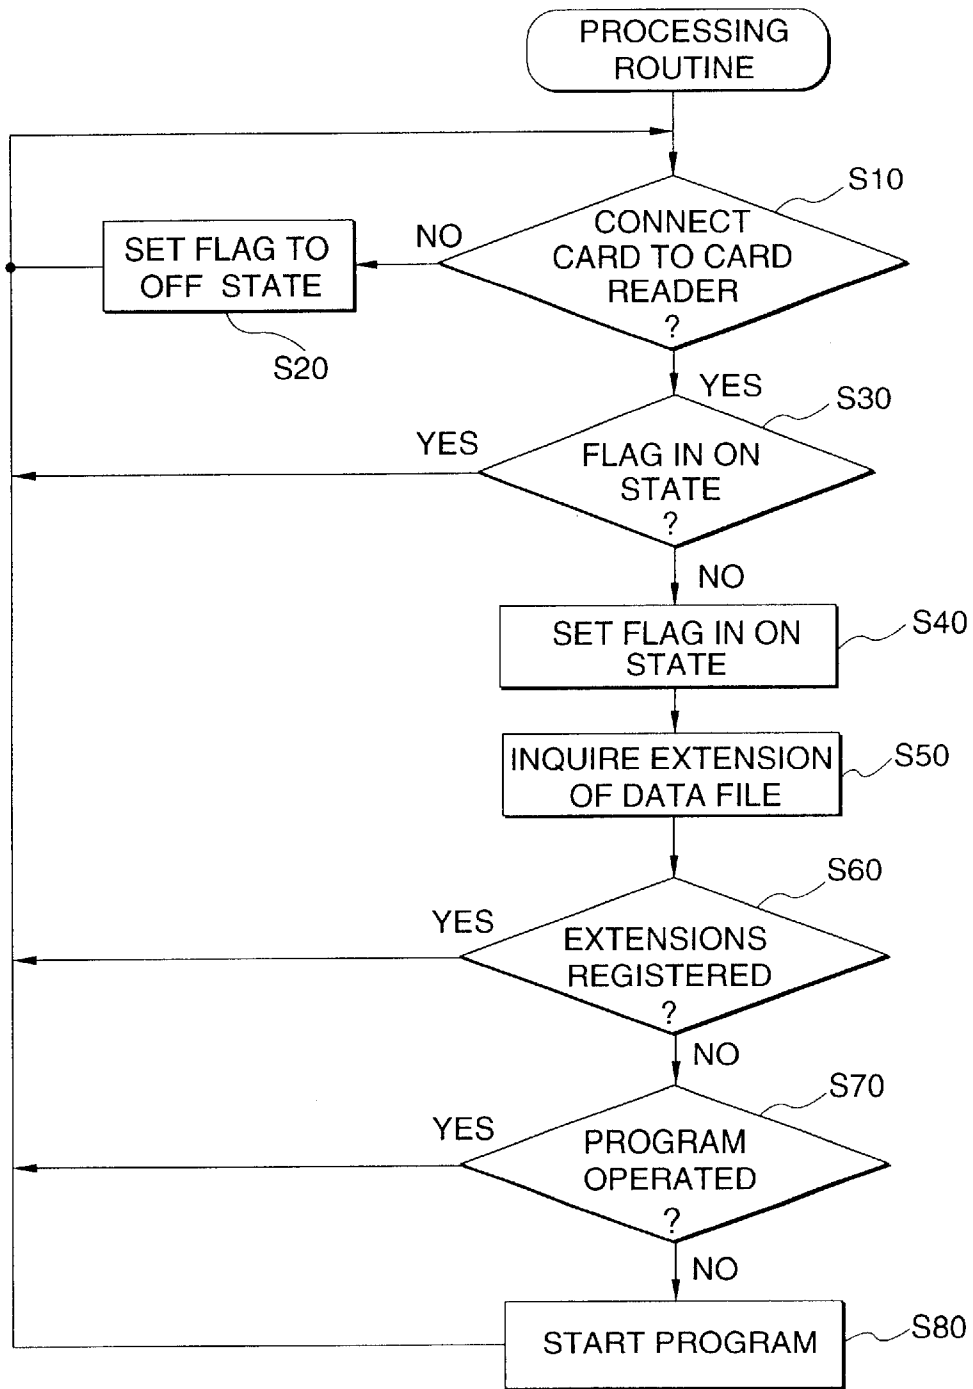 PROCESSING
ROUTINE
S10
CONNECT
CARD TO CARD
READER
?
NO
SET FLAG TO
OFF STATE
S20
YES
S30
YES
FLAG IN ON
STATE
?
NO
SET FLAG IN ON
STATE
S40
INQUIRE EXTENSION
OF DATA FILE
S50
S60
YES
EXTENSIONS
REGISTERED
?
NO
S70
YES
PROGRAM
OPERATED
?
NO
START PROGRAM
S80